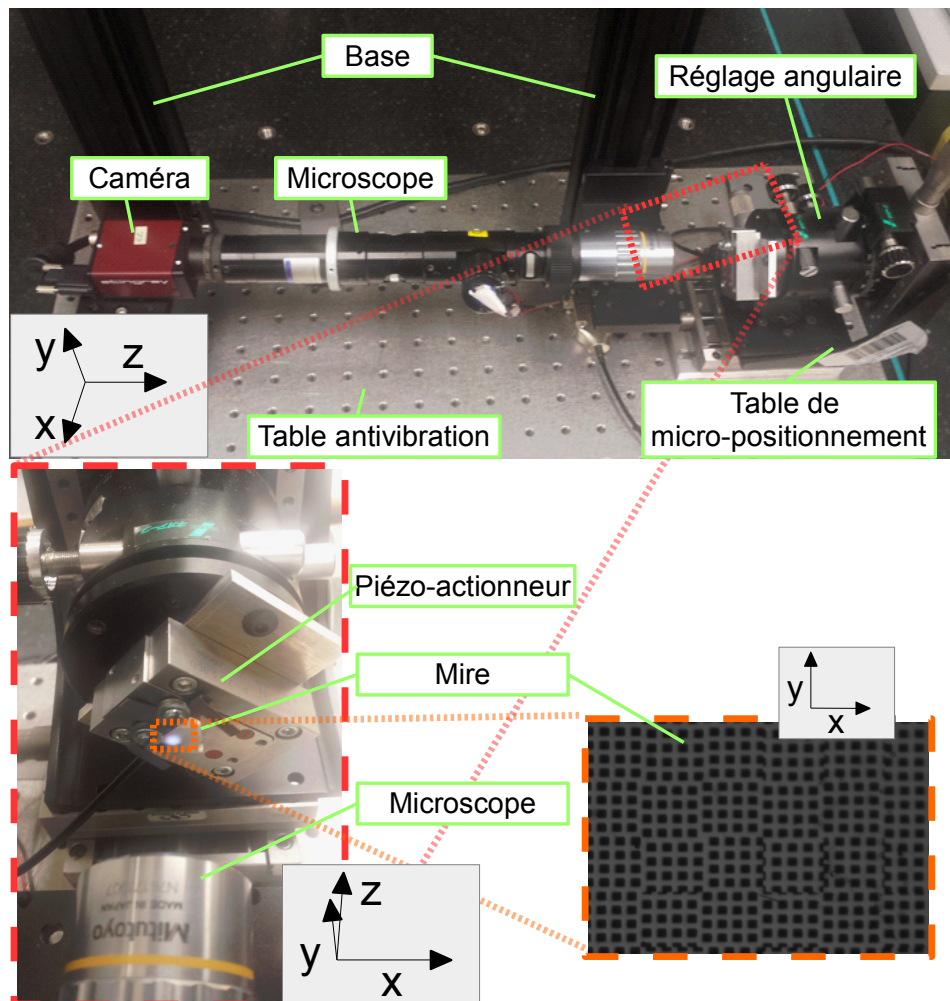 Base
Réglage angulaire
Caméra
Microscope
y
z
x
Table antivibration
Table de
micro-positionnement
Piézo-actionneur
Mire
y
x
Microscope
z
y
x
Mitutoyo
MADE IN JAPAN